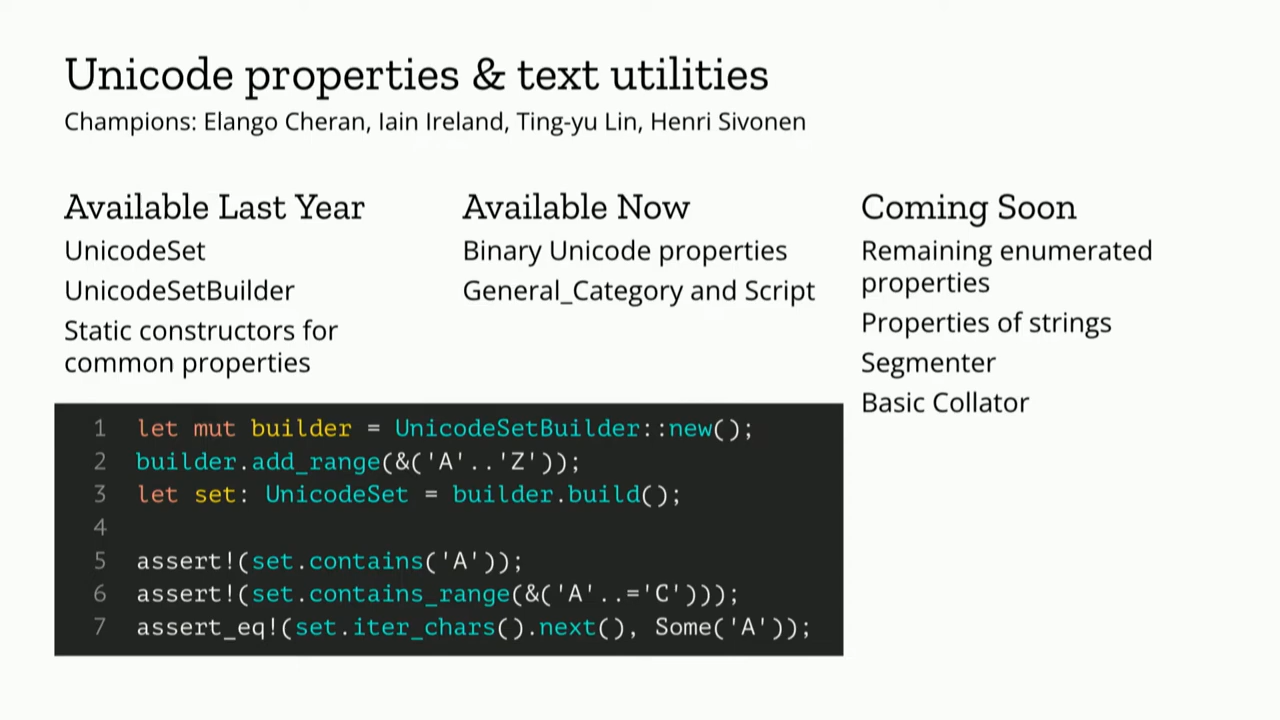 Unicode properties & text utilities
Champions: Elango Cheran, Iain Ireland, Ting-yu Lin, Henri Sivonen
Available Last Year
UnicodeSet
UnicodeSetBuilder
Static constructors for
common properties
Available Now
Binary Unicode properties
General_Category and Script
Coming Soon
Remaining enumerated
properties
Properties of strings
Segmenter
Basic Collator
1 let mut builder = UnicodeSetBuilder::new();
2 builder.add_range(&('A'..'Z'));
3 let set: UnicodeSet = builder.build();
4
5 assert!(set.contains('A'));
6 assert!(set.contains_range(&('A'..='C')));
7 assert_eq!(set.iter_chars().next(), Some('A'));